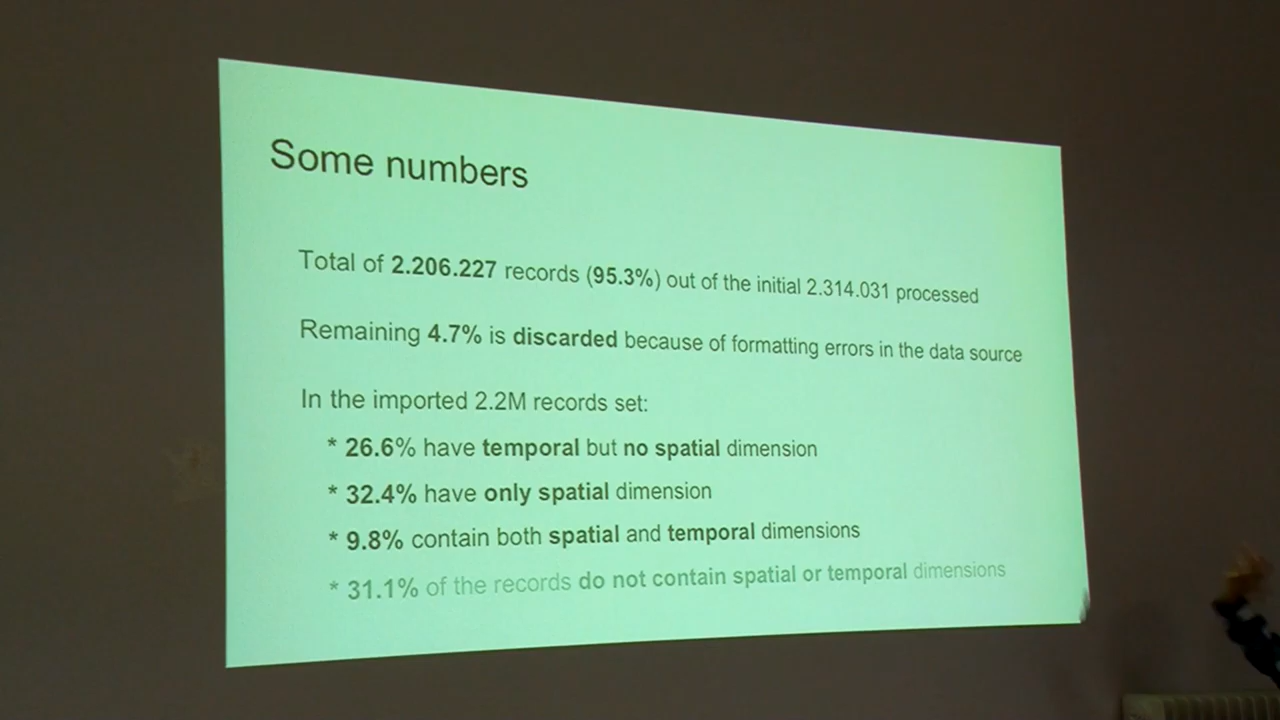 Some numbers
Total of 2.206.227 records (95.3%) out of the initial 2.314.031 processed
Remaining 4.7% is discarded because of formatting errors in the data source
In the imported 2.2M records set:
* 26.6% have temporal but no spatial dimension
* 32.4% have only spatial dimension
* 9.8% contain both spatial and temporal dimensions
* 31.1% of the records do not contain spatial or temporal dimensions